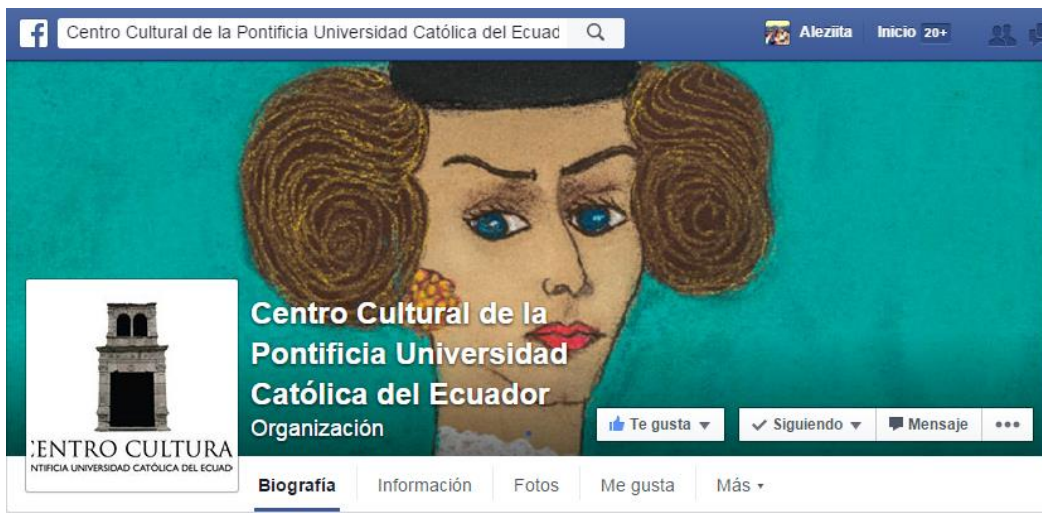 f Centro Cultural de la Pontificia Universidad Católica del Ecuad Aleziita Inicio 20+
Centro Cultural de la
Pontificia Universidad
Católica del Ecuador
Organización
Te gusta Siguiendo Mensaje
CENTRO CULTURA
NTIFICIA UNIVERSIDAD CATÓLICA DEL ECUAD
Biografía Información Fotos Me gusta Más